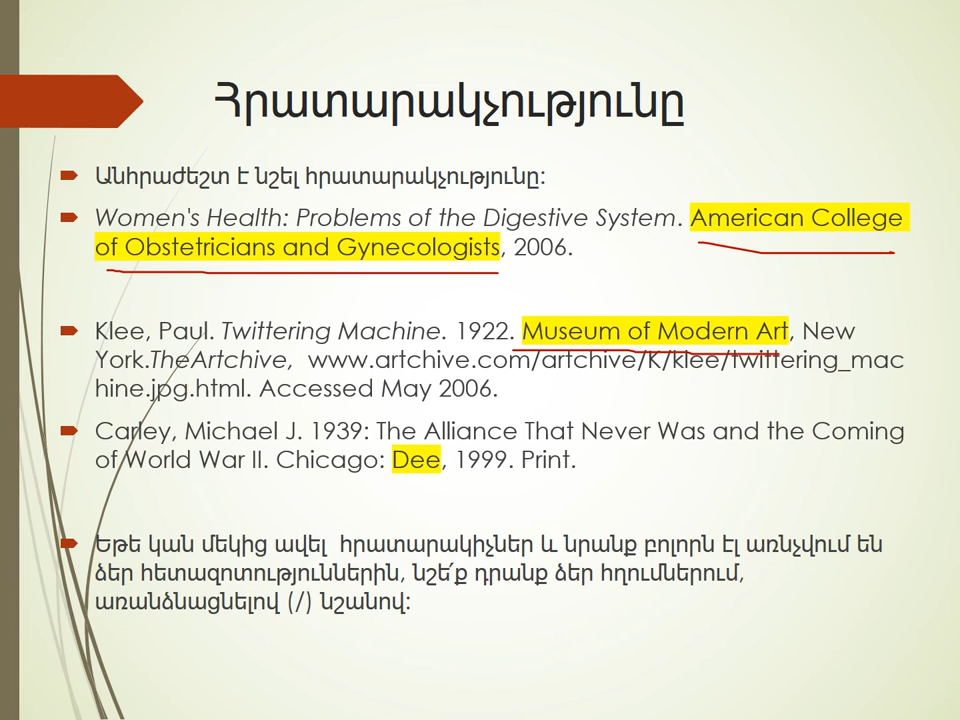 Հրատարակչությունը
Անհրաժեշտ է նշել հրատարակչությունը:
Women's Health: Problems of the Digestive System. American College
of Obstetricians and Gynecologists, 2006.
Klee, Paul. Twittering Machine. 1922. Museum of Modern Art, New
York.TheArtchive, www.artchive.com/artchive/K/klee/twittering_mac
hine.jpg.html. Accessed May 2006.
Carley, Michael J. 1939: The Alliance That Never Was and the Coming
of World War II. Chicago: Dee, 1999. Print.
Եթե կան մեկից ավել հրատարակիչներ և նրանք բոլորն էլ առնչվում են
ձեր հետազոտություններին, նշե՛ք դրանք ձեր հղումներում,
առանձնացնելով (/) նշանով: